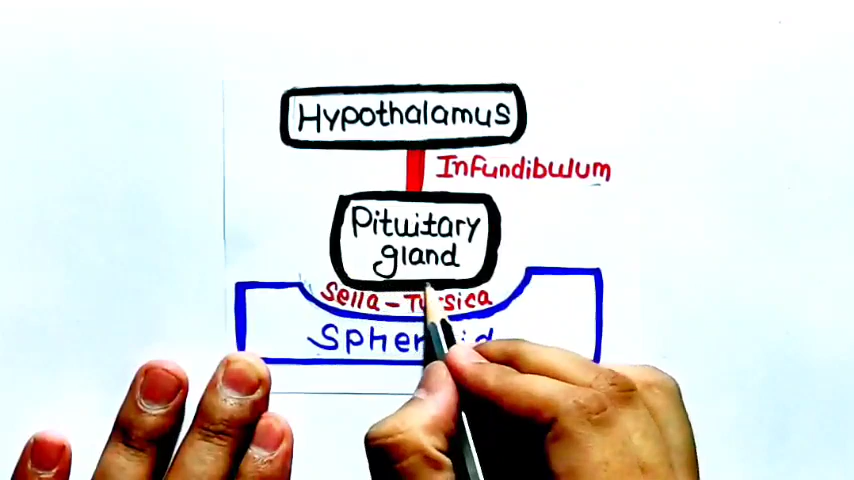 Hypothalamus
Infundibulum
Pituitary
gland
Sella-